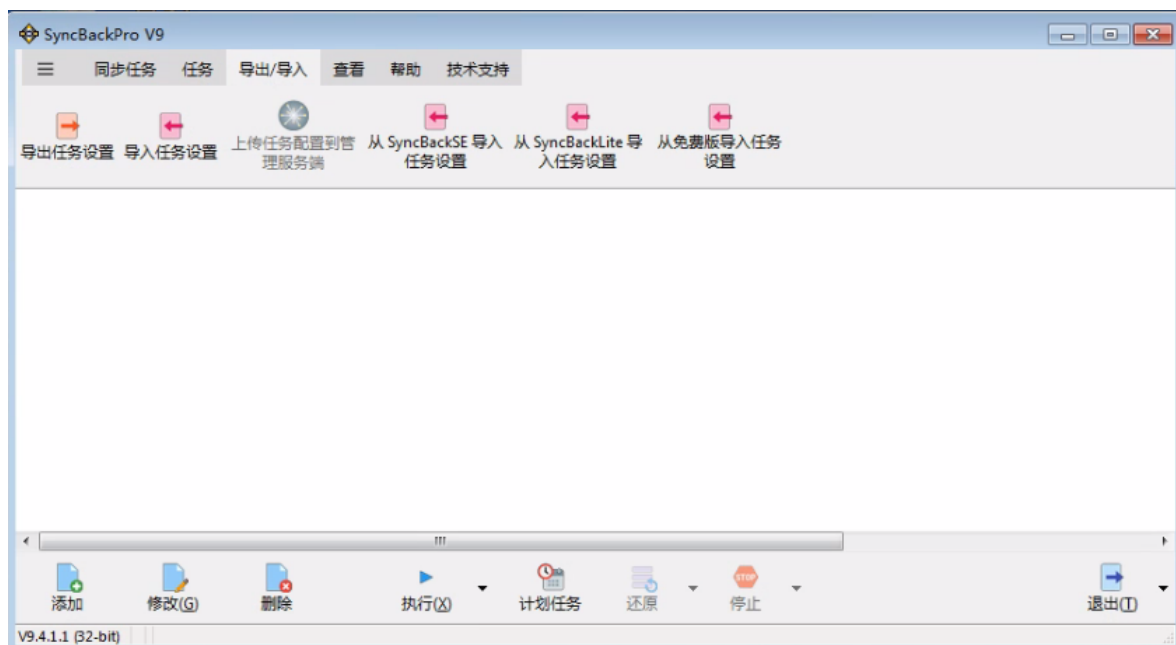 SyncBackPro V9
同步任务 任务 导出/导入 查看 帮助 技术支持
导出任务设置 导入任务设置 上传任务配置到管 从 SyncBackSE 导入 从 SyncBackLite 导 从免费版导入任务
理服务端 任务设置 入任务设置 设置
添加 修改(G) 删除 执行(X) 计划任务 还原 停止 退出(T)
V9.4.1.1 (32-bit)